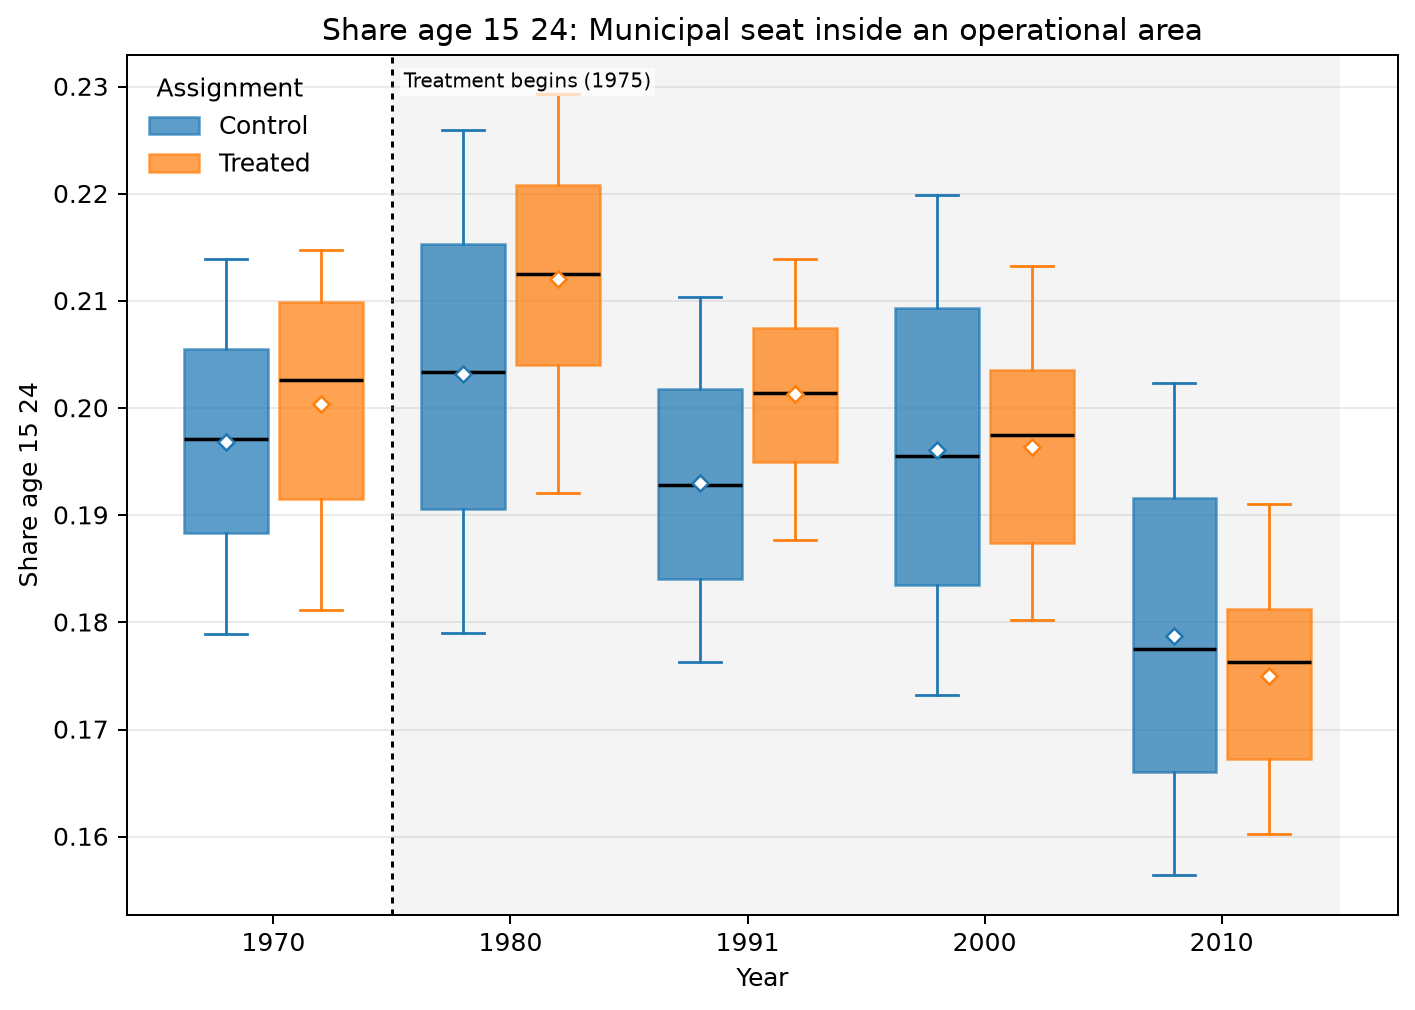 Share age 15 24: Municipal seat inside an operational area
Treatment begins (1975)
Assignment
Control
Treated
0.23
0.22
0.21
0.20
0.19
0.18
0.17
0.16
Share age 15 24
1970 1980 1991 2000 2010
Year